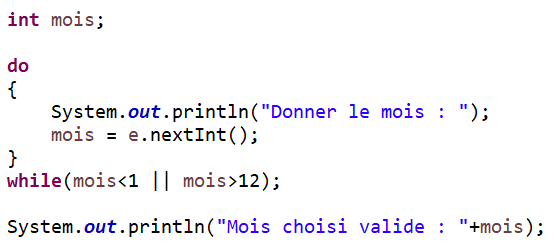 int mois;
do
{
System.out.println("Donner le mois : ");
mois = e.nextInt();
}
while(mois<1 || mois>12);
System.out.println("Mois choisi valide : "+mois);